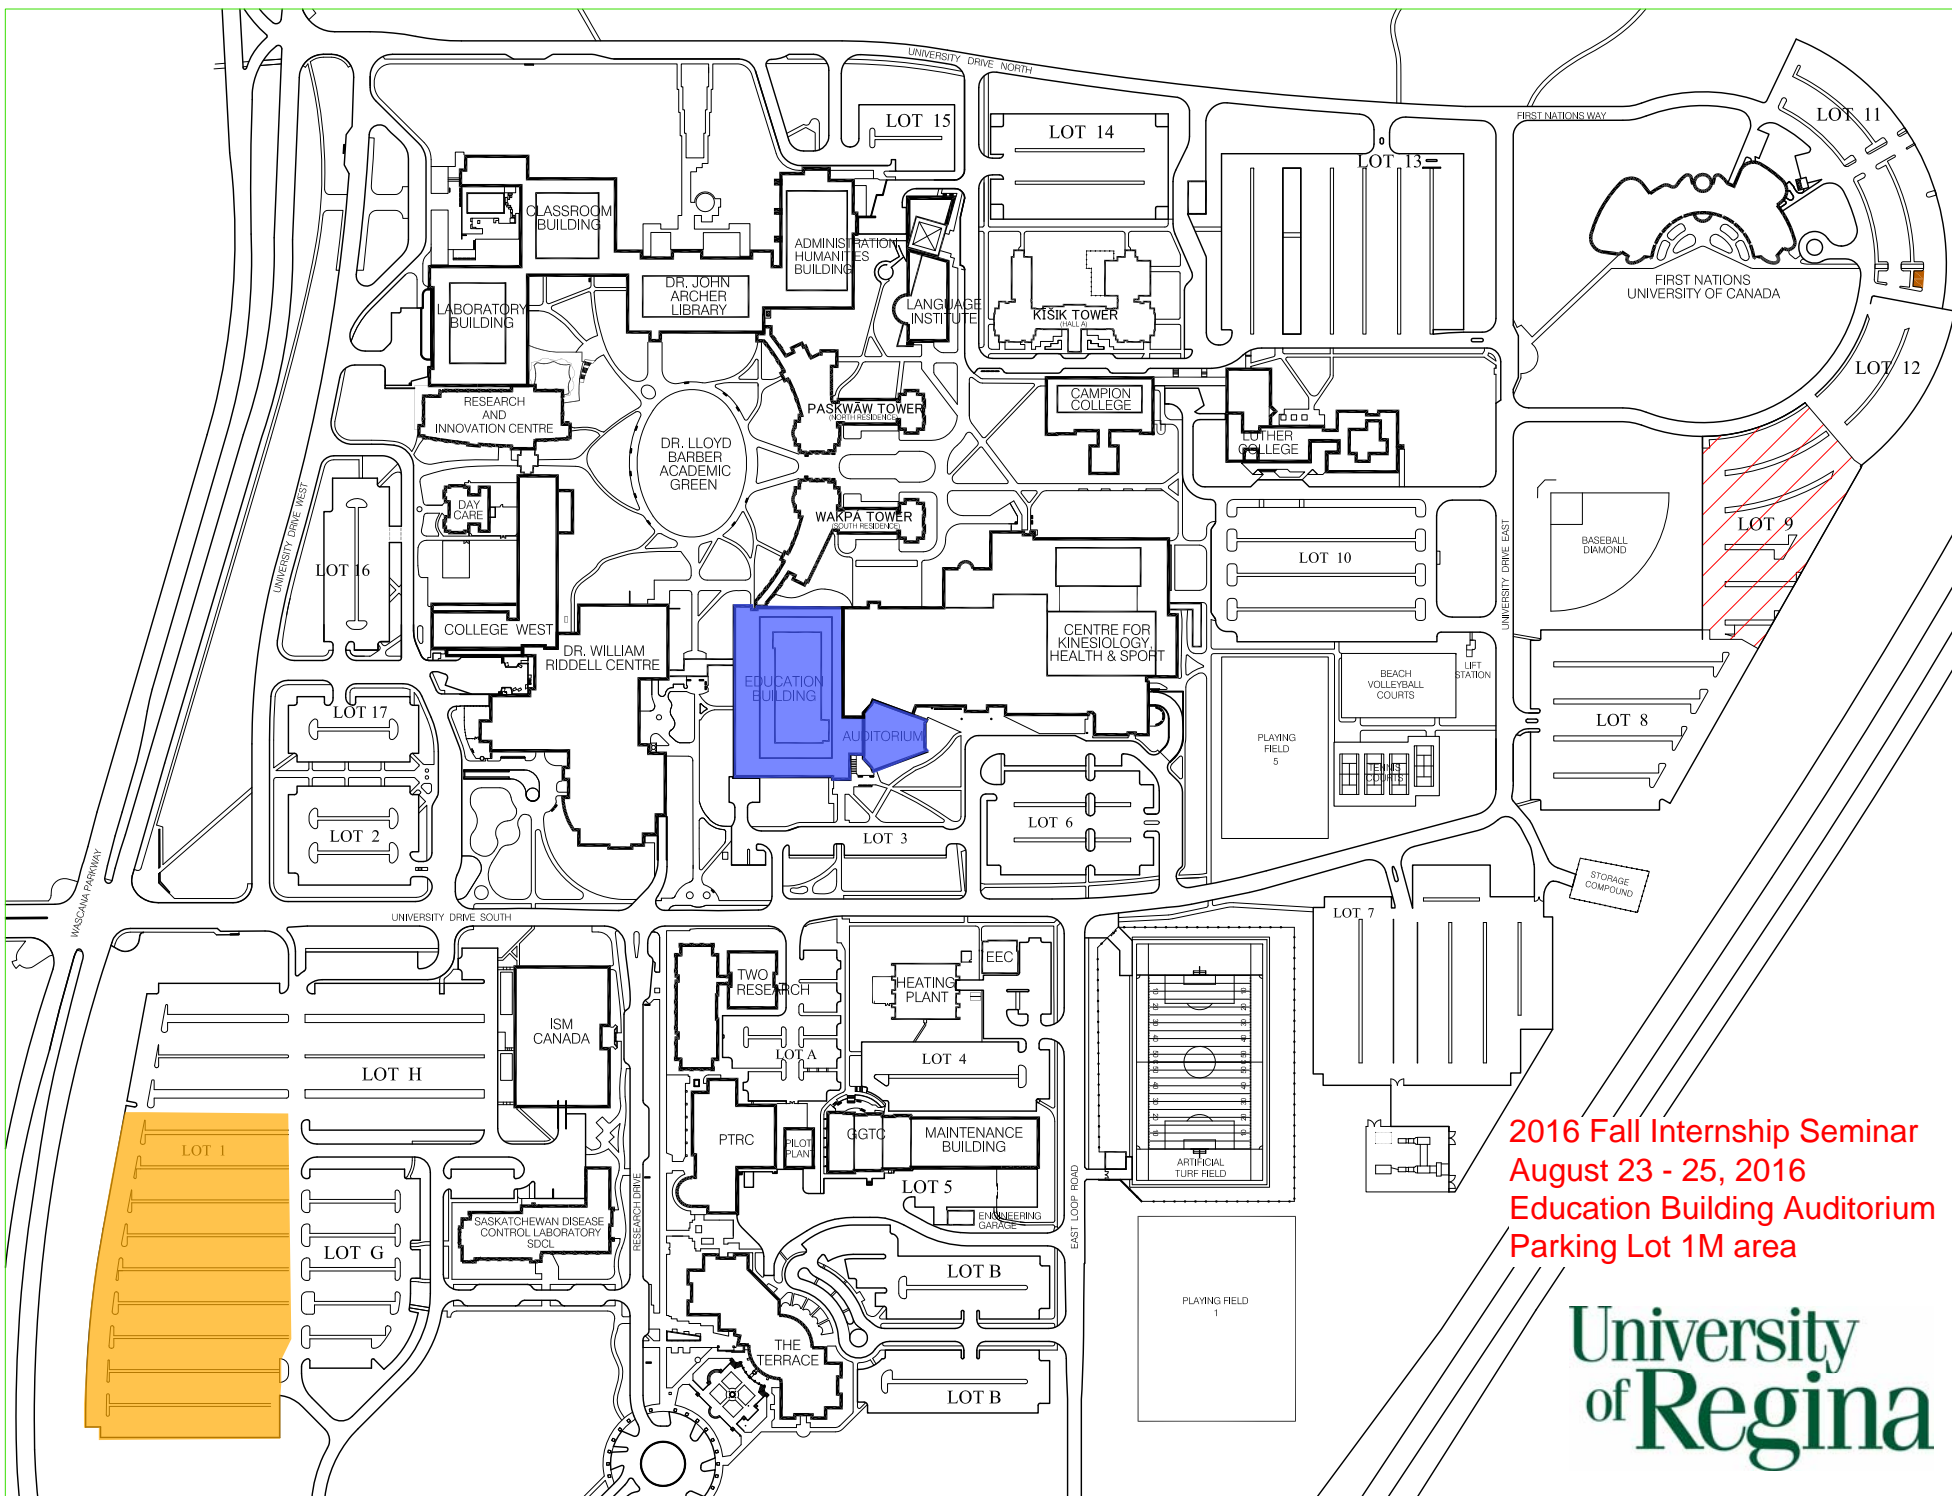 UNIVERSITY DRIVE NORTH
FIRST NATIONS WAY
LOT 11
LOT 15
LOT 14
LOT 13
CLASSROOM
BUILDING
ADMINISTRATION
HUMANITIES
BUILDING
DR. JOHN
ARCHER
LIBRARY
LABORATORY
BUILDING
LANGUAGE
INSTITUTE
KĪŠIK TOWER
(HALL A)
FIRST NATIONS
UNIVERSITY OF CANADA
LOT 12
RESEARCH
AND
INNOVATION CENTRE
PASKWĀW TOWER
(NORTH RESIDENCE)
CAMPION
COLLEGE
LUTHER
COLLEGE
DR. LLOYD
BARBER
ACADEMIC
GREEN
DAY
CARE
WAKPÁ TOWER
(SOUTH RESIDENCE)
UNIVERSITY DRIVE WEST
LOT 16
LOT 10
UNIVERSITY DRIVE EAST
BASEBALL
DIAMOND
LOT 9
COLLEGE WEST
DR. WILLIAM
RIDDELL CENTRE
EDUCATION
BUILDING
CENTRE FOR
KINESIOLOGY,
HEALTH & SPORT
AUDITORIUM
BEACH
VOLLEYBALL
COURTS
LIFT
STATION
LOT 17
LOT 8
PLAYING
FIELD
5
TENNIS
COURTS
LOT 2
LOT 3
LOT 6
WASCANA PARKWAY
STORAGE
COMPOUND
UNIVERSITY DRIVE SOUTH
LOT 7
TWO
RESEARCH
HEATING
PLANT
EEC
ISM
CANADA
LOT A
LOT 4
LOT H
LOT 1
PTRC
PILOT
PLANT
GGTC
MAINTENANCE
BUILDING
ARTIFICIAL
TURF FIELD
LOT 5
ENGINEERING
GARAGE
EAST LOOP ROAD
RESEARCH DRIVE
SASKATCHEWAN DISEASE
CONTROL LABORATORY
SDCL
LOT G
LOT B
THE
TERRACE
LOT B
PLAYING FIELD
1
2016 Fall Internship Seminar
August 23 - 25, 2016
Education Building Auditorium
Parking Lot 1M area
University
of Regina